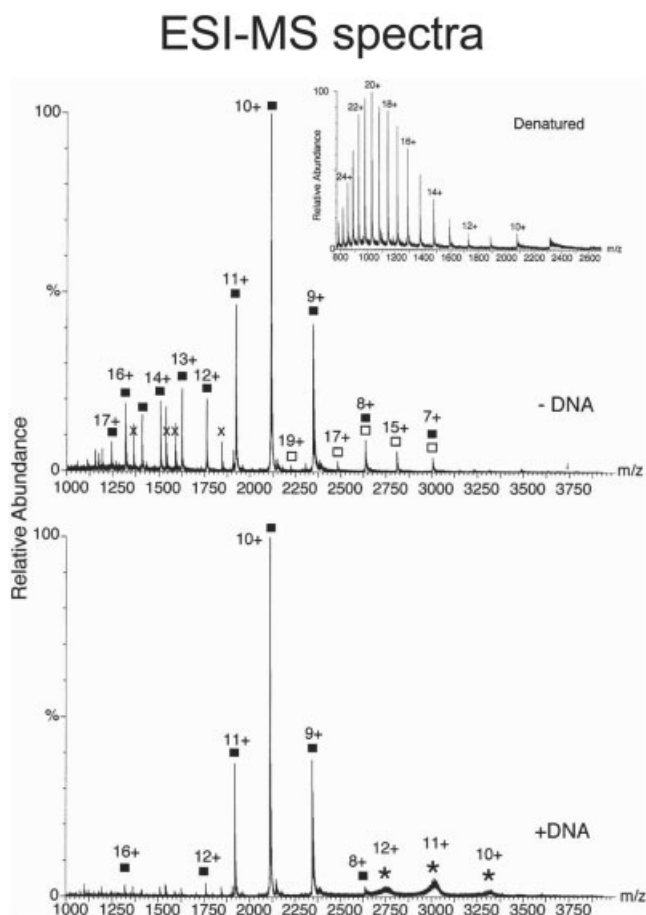 ESI-MS spectra
100
10+
11+
9+
16+
17+
14+
13+
12+
x
x x
x
19+
17+
8+
15+
7+
- DNA
%
0
1000 1250 1500 1750 2000 2250 2500 2750 3000 3250 3500 3750
m/z
Relative Abundance
100
20+
22+
18+
24+
16+
14+
12+
10+
Denatured
Relative Abundance
0
800 1000 1200 1400 1600 1800 2000 2200 2400 2600
m/z
100
10+
11+
9+
16+
12+
8+
12+
11+
10+
* * *
+DNA
%
0
1000 1250 1500 1750 2000 2250 2500 2750 3000 3250 3500 3750
m/z